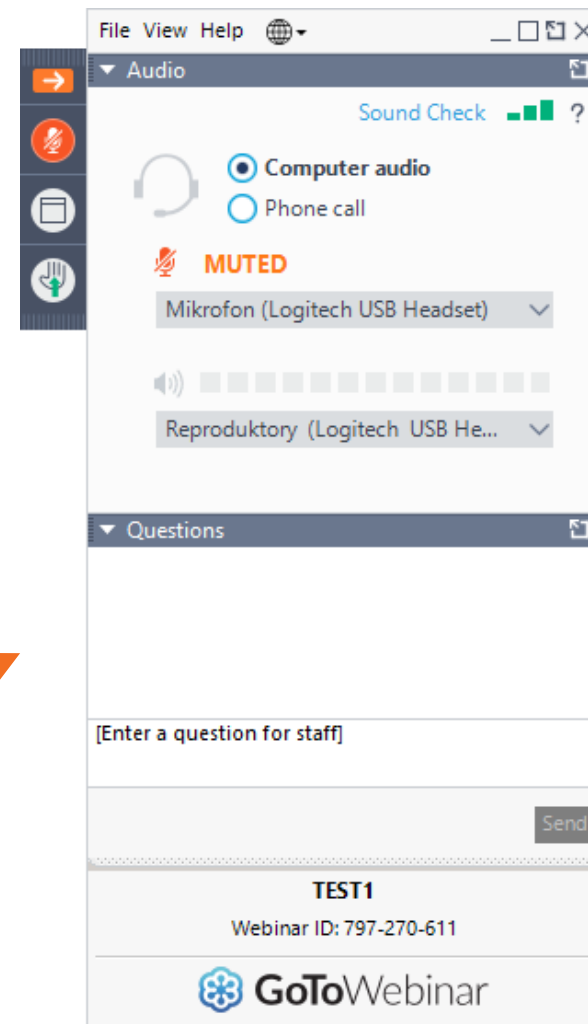 File View Help
Audio
Sound Check ?
Computer audio
Phone call
MUTED
Mikrofon (Logitech USB Headset)
Reproduktory (Logitech USB He...
Questions
[Enter a question for staff]
Send
TEST1
Webinar ID: 797-270-611
GoToWebinar